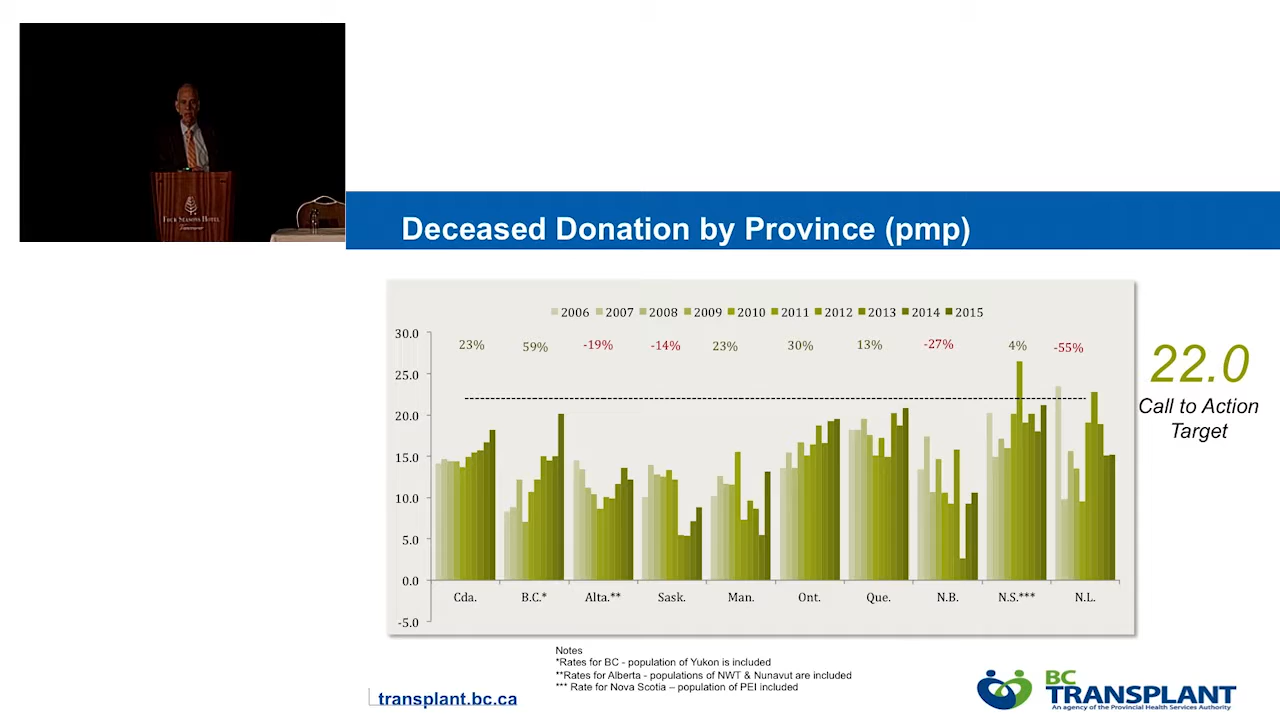 FOUR SEASONS HOTEL
Vancouver
Deceased Donation by Province (pmp)
2006 2007 2008 2009 2010 2011 2012 2013 2014 2015
30.0
25.0
20.0
15.0
10.0
5.0
0.0
-5.0
23% 59% -19% -14% 23% 30% 13% -27% 4% -55%
Cda. B.C.* Alta.** Sask. Man. Ont. Que. N.B. N.S.*** N.L.
22.0
Call to Action
Target
Notes
*Rates for BC - population of Yukon is included
**Rates for Alberta - populations of NWT & Nunavut are included
*** Rate for Nova Scotia – population of PEI included
transplant.bc.ca
BC
TRANSPLANT
An agency of the Provincial Health Services Authority